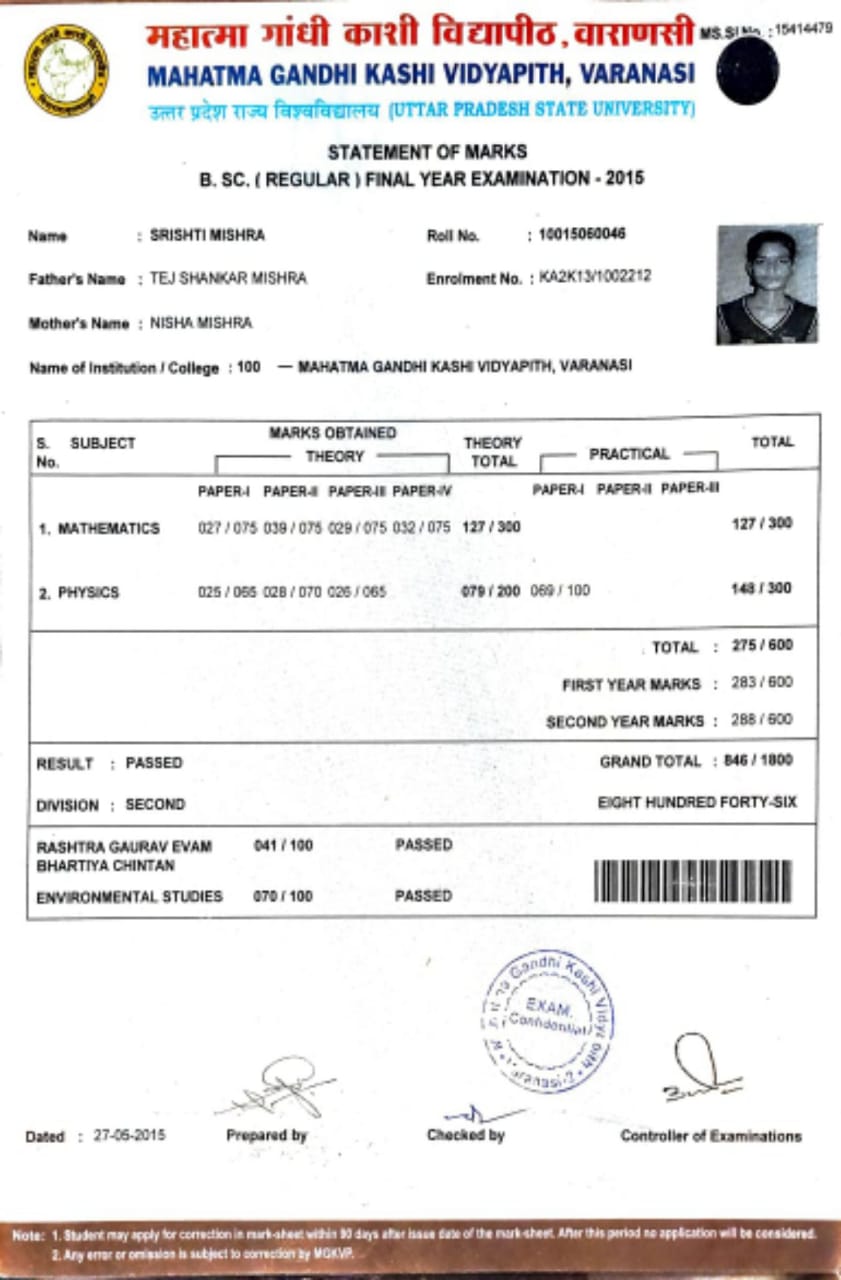 महात्मा गांधी काशी विद्यापीठ, वाराणसी
MS.Sl No. : 15414479
MAHATMA GANDHI KASHI VIDYAPITH, VARANASI
उत्तर प्रदेश राज्य विश्वविद्यालय (UTTAR PRADESH STATE UNIVERSITY)
STATEMENT OF MARKS
B. SC. ( REGULAR ) FINAL YEAR EXAMINATION - 2015
Name : SRISHTI MISHRA Roll No. : 10015060046
Father's Name : TEJ SHANKAR MISHRA Enrolment No. : KA2K13/1002212
Mother's Name : NISHA MISHRA
Name of Institution / College : 100 — MAHATMA GANDHI KASHI VIDYAPITH, VARANASI
S. No. SUBJECT MARKS OBTAINED THEORY THEORY TOTAL PRACTICAL TOTAL
PAPER-I PAPER-II PAPER-III PAPER-IV PAPER-I PAPER-II PAPER-III
1. MATHEMATICS 027 / 075 039 / 075 029 / 075 032 / 075 127 / 300 127 / 300
2. PHYSICS 025 / 065 028 / 070 026 / 065 079 / 200 069 / 100 148 / 300
TOTAL : 275 / 600
FIRST YEAR MARKS : 283 / 600
SECOND YEAR MARKS : 288 / 600
RESULT : PASSED GRAND TOTAL : 846 / 1800
DIVISION : SECOND EIGHT HUNDRED FORTY-SIX
RASHTRA GAURAV EVAM 041 / 100 PASSED
BHARTIYA CHINTAN
ENVIRONMENTAL STUDIES 070 / 100 PASSED
Gandhi Kashi Vidya
EXAM.
Confidential
Varanasi-2
Dated : 27-05-2015 Prepared by Checked by Controller of Examinations
Note: 1. Student may apply for correction in mark-sheet within 90 days after issue date of the mark-sheet. After this period no application will be considered.
2. Any error or omission is subject to correction by MGKVP.